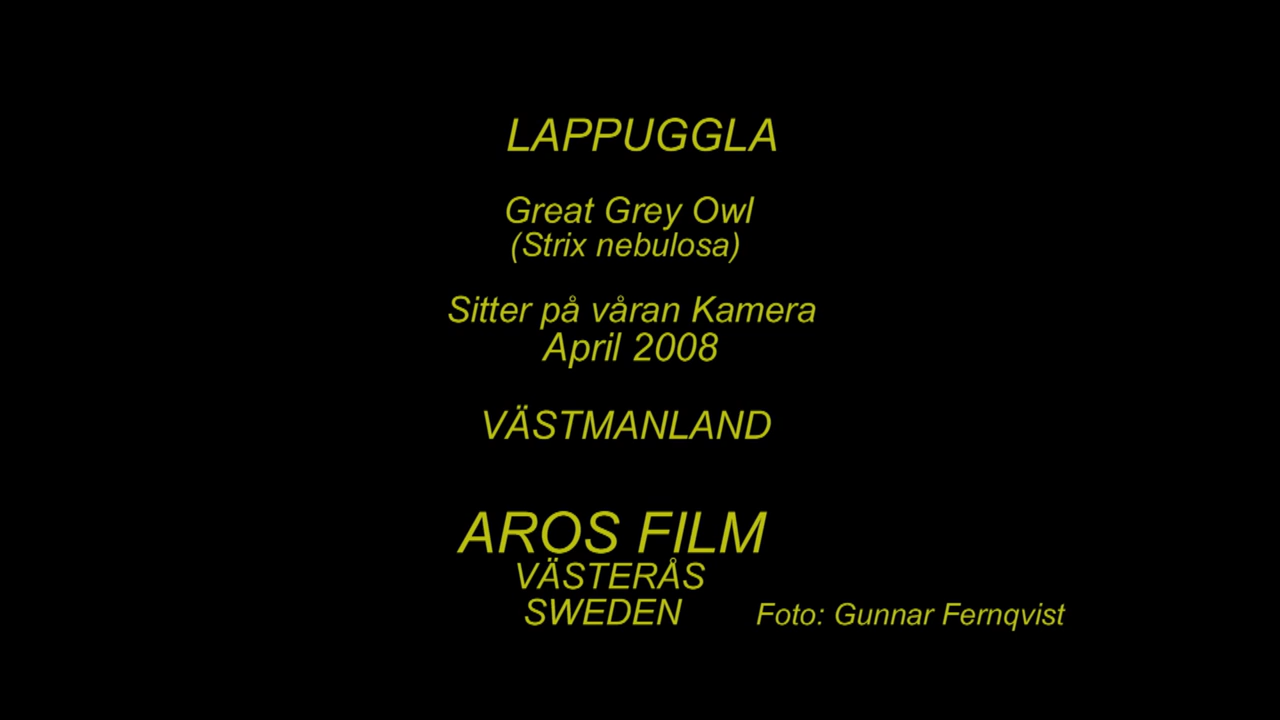 LAPPUGGLA
Great Grey Owl
(Strix nebulosa)
Sitter på våran Kamera
April 2008
VÄSTMANLAND
AROS FILM
VÄSTERÅS
SWEDEN
Foto: Gunnar Fernqvist